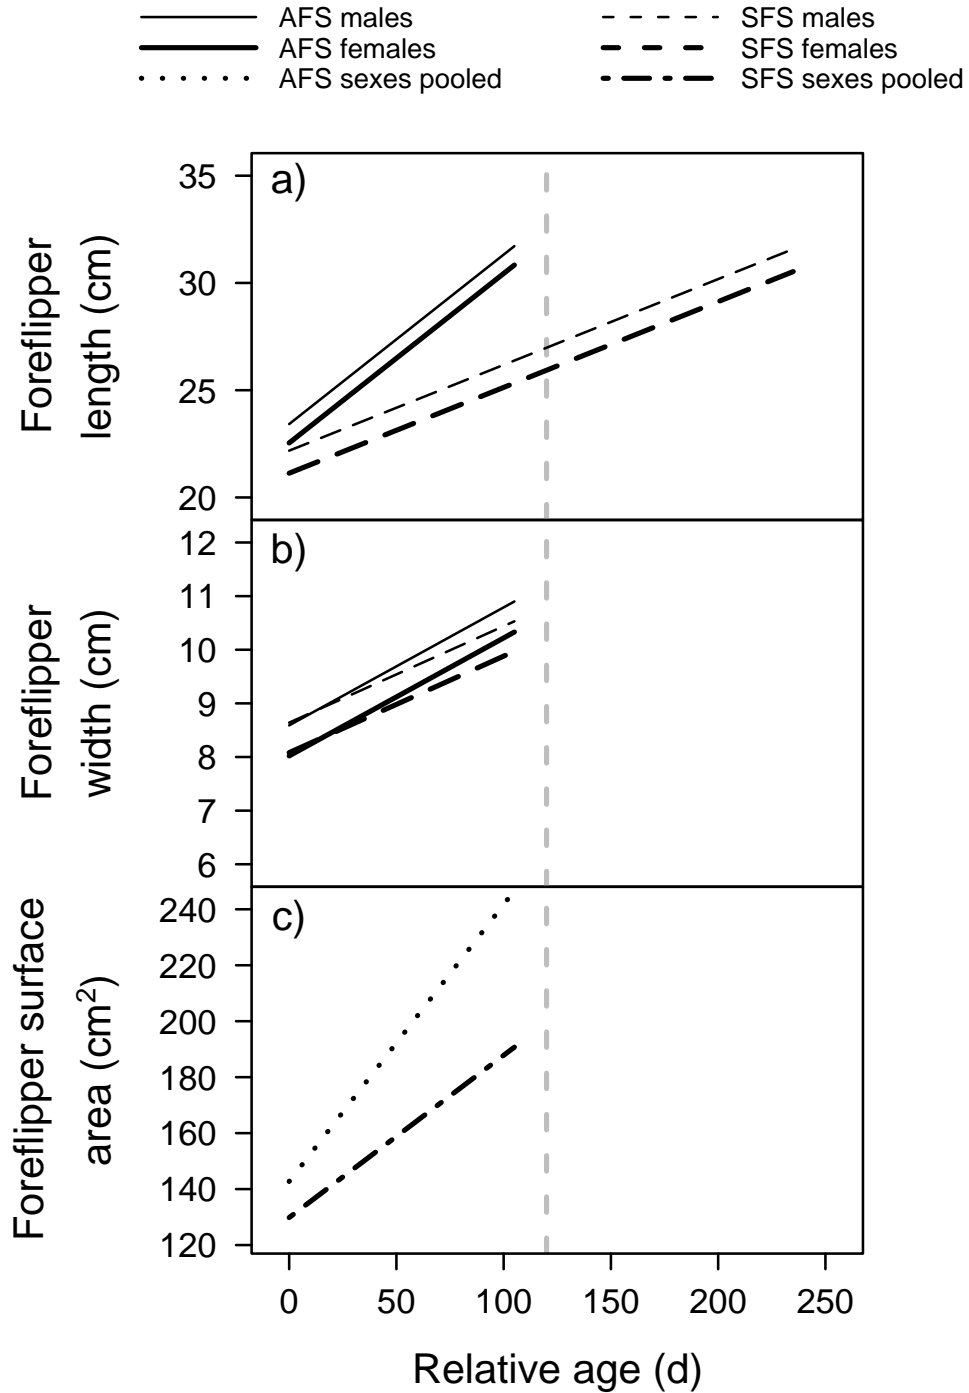 AFS males
AFS females
AFS sexes pooled
SFS males
SFS females
SFS sexes pooled
Foreflipper
length (cm)
a)
35
30
25
20
Foreflipper
width (cm)
b)
12
11
10
9
8
7
6
Foreflipper surface
area (cm²)
c)
240
220
200
180
160
140
120
0 50 100 150 200 250
Relative age (d)